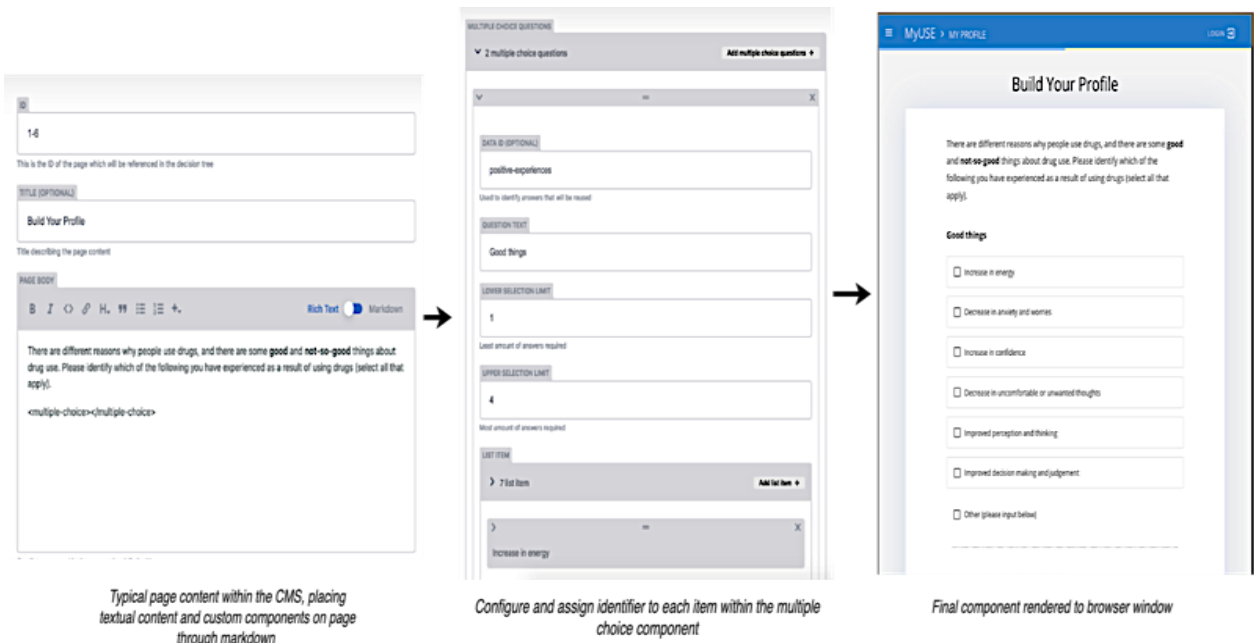 ID
1-6
This is the ID of the page which will be referenced in the decision tree
TITLE (OPTIONAL)
Build Your Profile
Title describing the page content
PAGE BODY
B I <> H. Rich Text Markdown
There are different reasons why people use drugs, and there are some good and not-so-good things about
drug use. Please identify which of the following you have experienced as a result of using drugs (select all that
apply).
<multiple-choice></multiple-choice>
Typical page content within the CMS, placing
textual content and custom components on page
through markdown
MULTIPLE CHOICE QUESTIONS
2 multiple choice questions Add multiple choice questions +
X
DATA ID (OPTIONAL)
positive-experiences
Used to identify answers that will be reused
QUESTION TEXT
Good things
LOWER SELECTION LIMIT
1
Least amount of answers required
UPPER SELECTION LIMIT
4
Most amount of answers required
LIST ITEM
7 list item Add list item +
X
Increase in energy
Configure and assign identifier to each item within the multiple
choice component
MyUSE > MY PROFILE LOGIN
Build Your Profile
There are different reasons why people use drugs, and there are some good
and not-so-good things about drug use. Please identify which of the
following you have experienced as a result of using drugs (select all that
apply).
Good things
Increase in energy
Decrease in anxiety and worries
Increase in confidence
Decrease in uncomfortable or unwanted thoughts
Improved perception and thinking
Improved decision making and judgement
Other (please input below)
Final component rendered to browser window